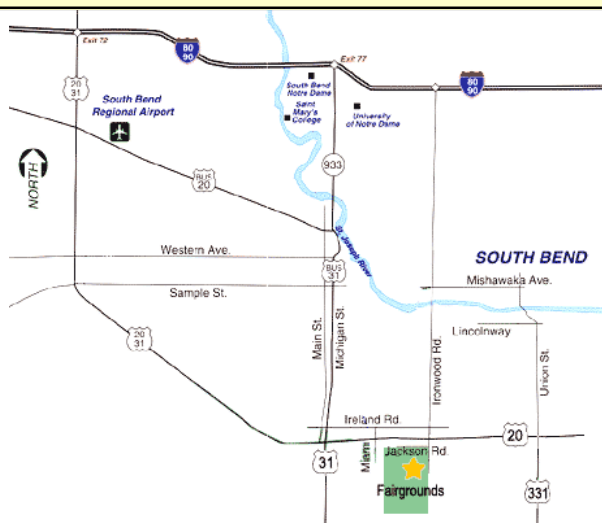 Exit 72
80
90
Exit 77
80
90
20
31
South Bend
Regional Airport
South Bend
Notre Dame
Saint
Mary's
College
University
of Notre Dame
NORTH
933
BUS
20
St. Joseph River
Western Ave.
BUS
31
SOUTH BEND
Mishawaka Ave.
Sample St.
Lincolnway
20
31
Main St.
Michigan St.
Ironwood Rd.
Union St.
Ireland Rd.
20
Miami
Jackson Rd.
31
Fairgrounds
331